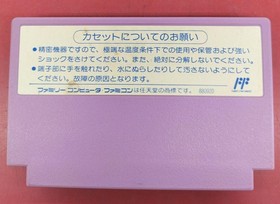 カセットについてのお願い
●精密機器ですので、極端な温度条件下での使用や保管および強い
ショックをさけてください。また、絶対に分解しないでください。
●端子部に手を触れたり、水にぬらしたりして汚さないようにして
ください。故障の原因となります。
ファミリーコンピュータ・ファミコンは任天堂の商標です。